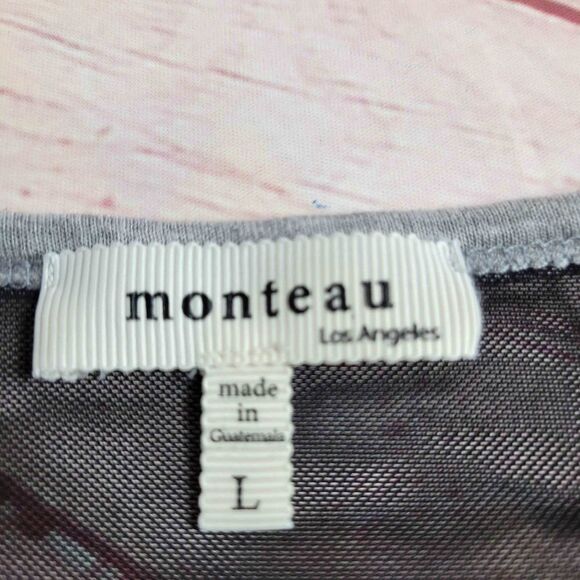 monteau
Los Angeles
made
in
Guatemala
L